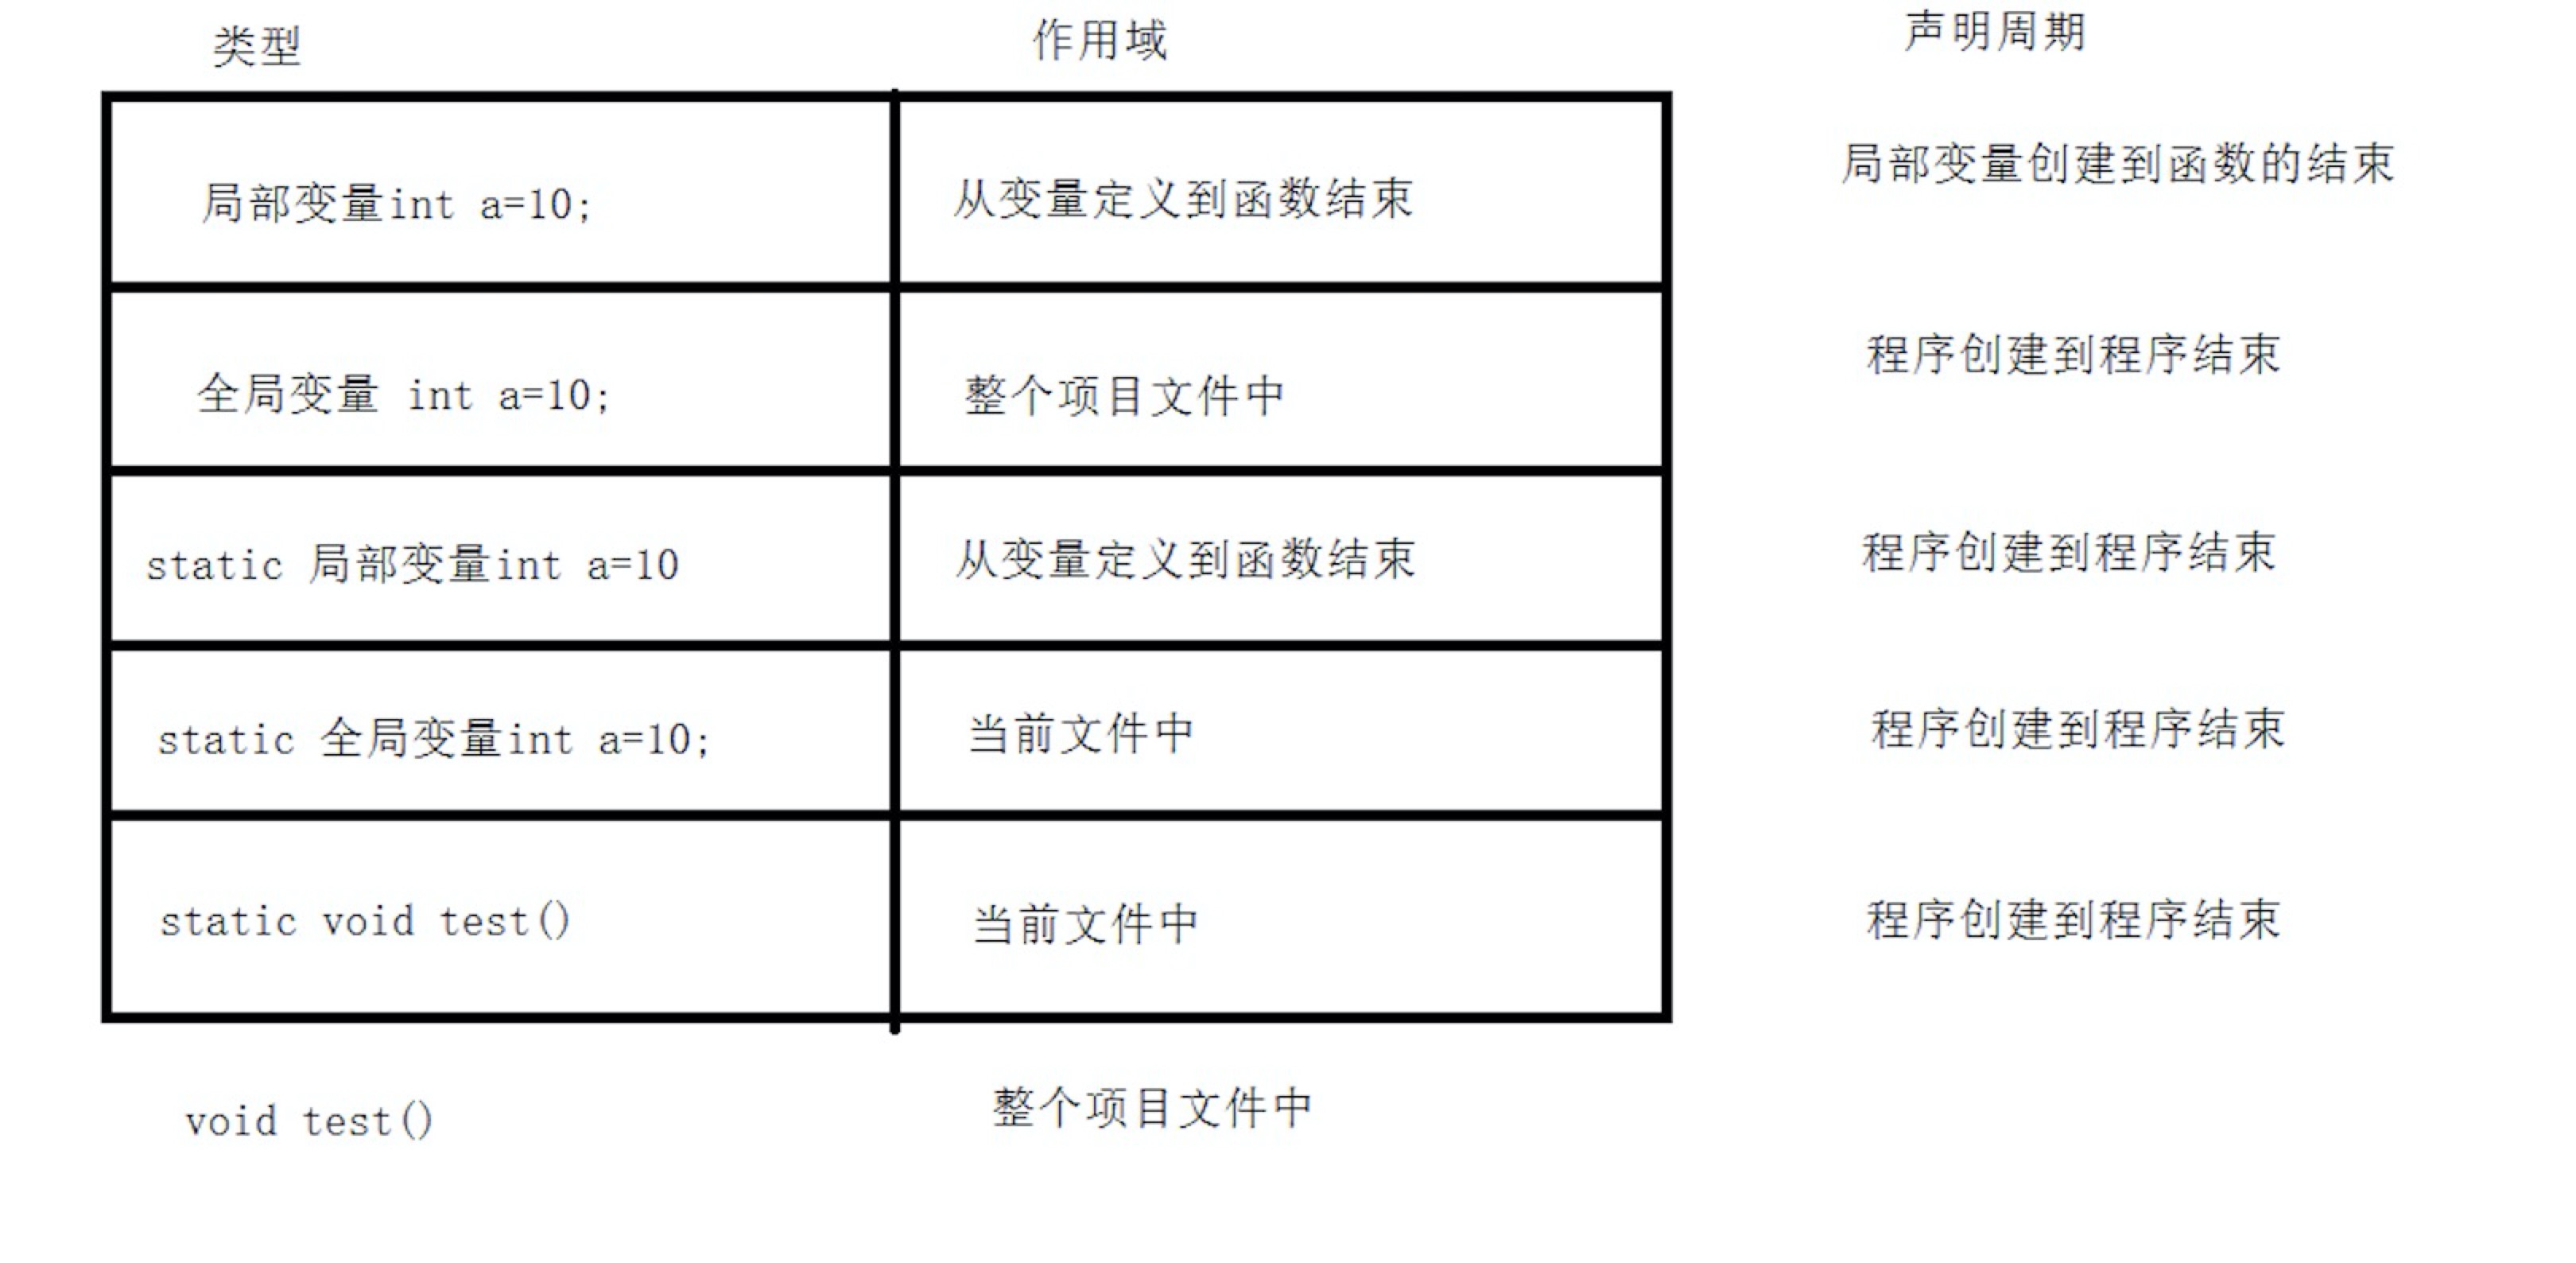 类型 作用域 声明周期
局部变量int a=10; 从变量定义到函数结束 局部变量创建到函数的结束
全局变量 int a=10; 整个项目文件中 程序创建到程序结束
static 局部变量int a=10 从变量定义到函数结束 程序创建到程序结束
static 全局变量int a=10; 当前文件中 程序创建到程序结束
static void test() 当前文件中 程序创建到程序结束
void test() 整个项目文件中